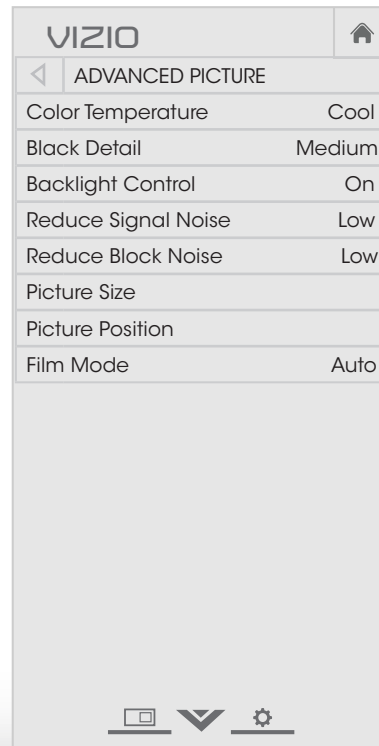 VIZIO
ADVANCED PICTURE
Color Temperature Cool
Black Detail Medium
Backlight Control On
Reduce Signal Noise Low
Reduce Block Noise Low
Picture Size
Picture Position
Film Mode Auto